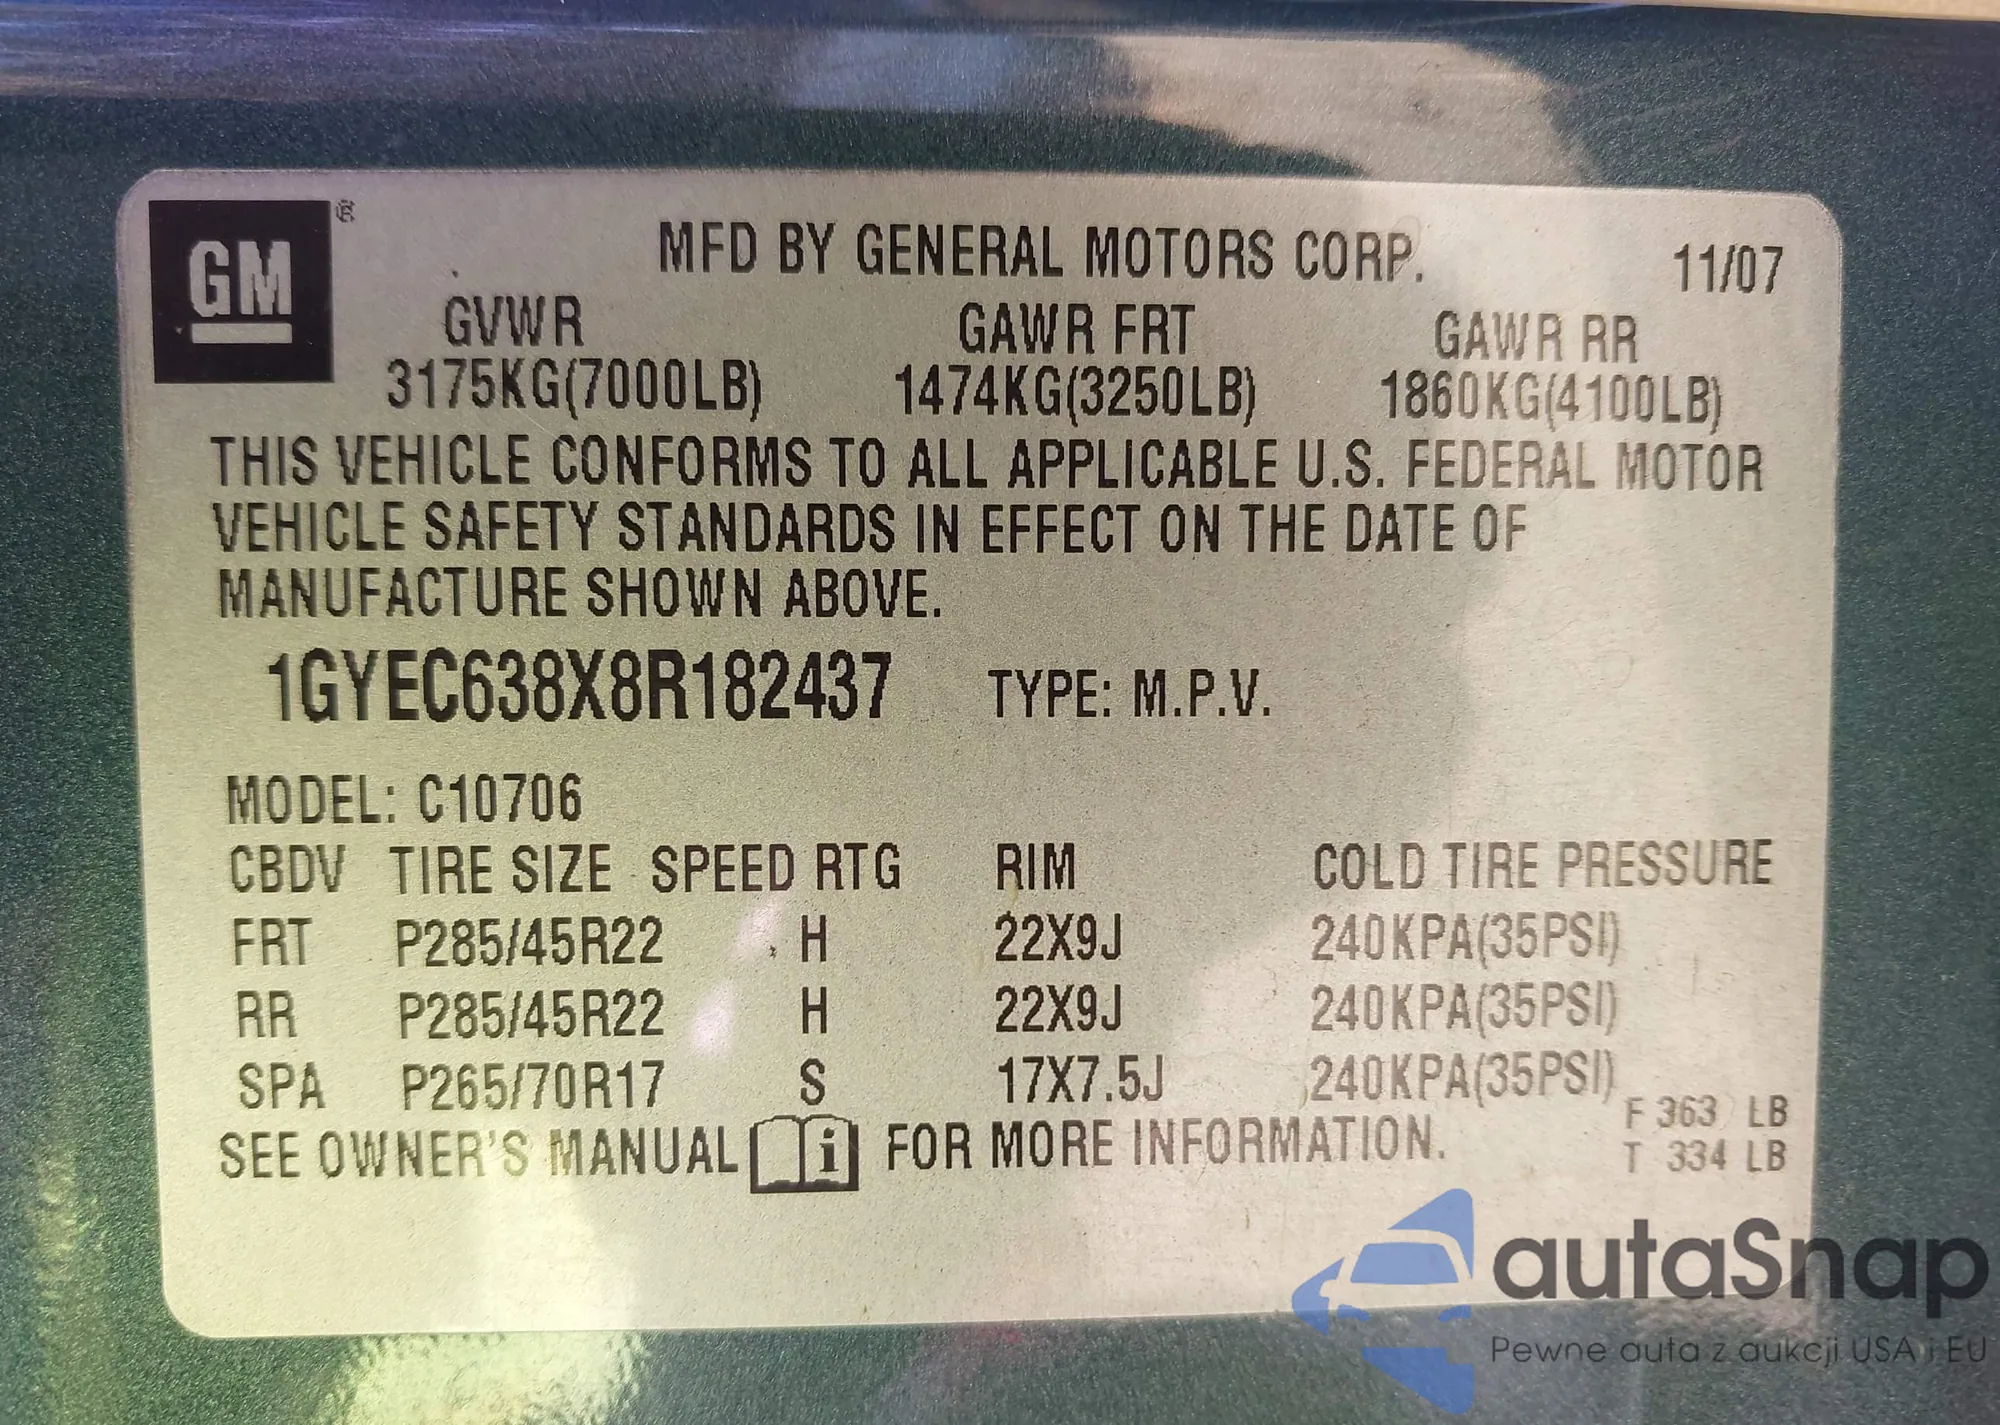 GM ®
MFD BY GENERAL MOTORS CORP. 11/07
GVWR GAWR FRT GAWR RR
3175KG(7000LB) 1474KG(3250LB) 1860KG(4100LB)
THIS VEHICLE CONFORMS TO ALL APPLICABLE U.S. FEDERAL MOTOR
VEHICLE SAFETY STANDARDS IN EFFECT ON THE DATE OF
MANUFACTURE SHOWN ABOVE.
1GYEC638X8R182437 TYPE: M.P.V.
MODEL: C10706
CBDV TIRE SIZE SPEED RTG RIM COLD TIRE PRESSURE
FRT P285/45R22 H 22X9J 240KPA(35PSI)
RR P285/45R22 H 22X9J 240KPA(35PSI)
SPA P265/70R17 S 17X7.5J 240KPA(35PSI)
F 363 LB
SEE OWNER'S MANUAL i FOR MORE INFORMATION.
T 334 LB
autaSnap
Pewne auta z aukcji USA i EU